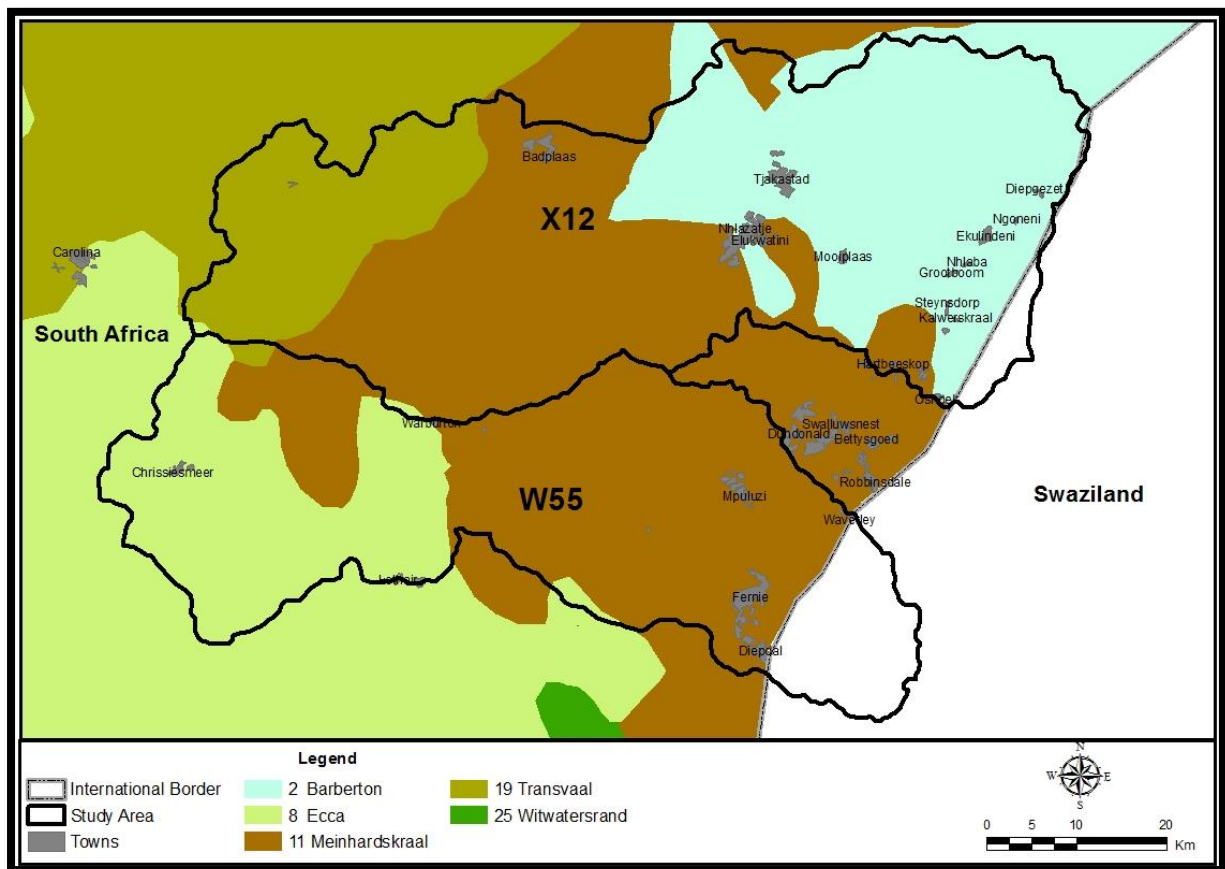 Badplaas
Tjakastad
Diepgezet
X12
Nhlazatje
Ngoneni
Elukwatini
Ekulindeni
Carolina
Mooiplaas
Nhlaba
Grootboom
Steynsdorp
South Africa
Kalwerskraal
Hartbeeskop
Oshoek
Warburton
Swalluwsnest
Dundonald
Bettysgoed
Chrissiesmeer
Robbinsdale
Mpuluzi
W55
Swaziland
Waverley
Lothair
Fernie
Diepdal
Legend
International Border
Study Area
Towns
2 Barberton
8 Ecca
11 Meinhardskraal
19 Transvaal
25 Witwatersrand
N
W E
S
0 5 10 20
Km